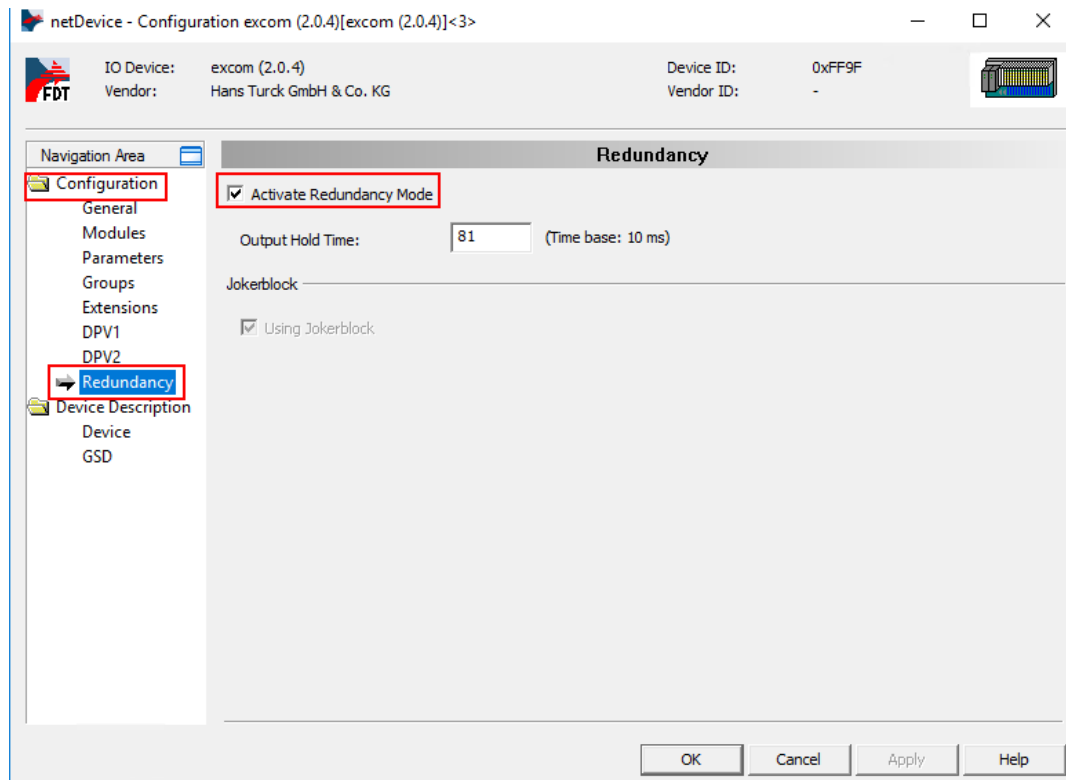 netDevice - Configuration excom (2.0.4)[excom (2.0.4)]<3>
IO Device: excom (2.0.4) Device ID: 0xFF9F
Vendor: Hans Turck GmbH & Co. KG Vendor ID: -
FDT
Navigation Area
Configuration
General
Modules
Parameters
Groups
Extensions
DPV1
DPV2
Redundancy
Device Description
Device
GSD
Redundancy
Activate Redundancy Mode
Output Hold Time: 81 (Time base: 10 ms)
Jokerblock
Using Jokerblock
OK Cancel Apply Help